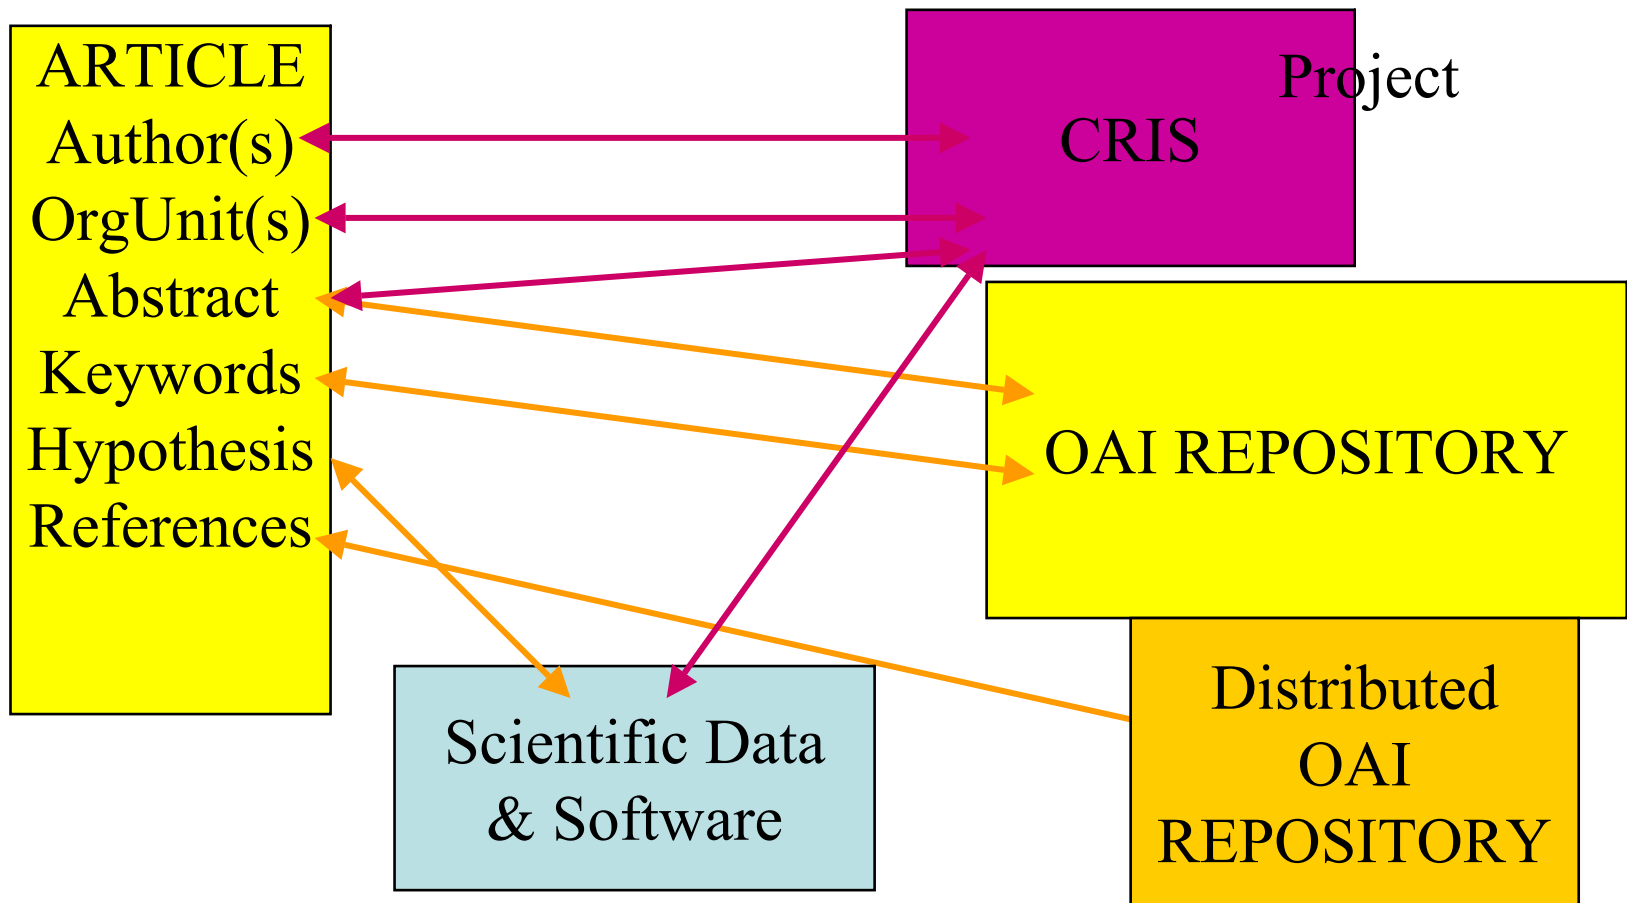 ARTICLE
Author(s)
OrgUnit(s)
Abstract
Keywords
Hypothesis
References
Project
CRIS
OAI REPOSITORY
Scientific Data
& Software
Distributed
OAI
REPOSITORY